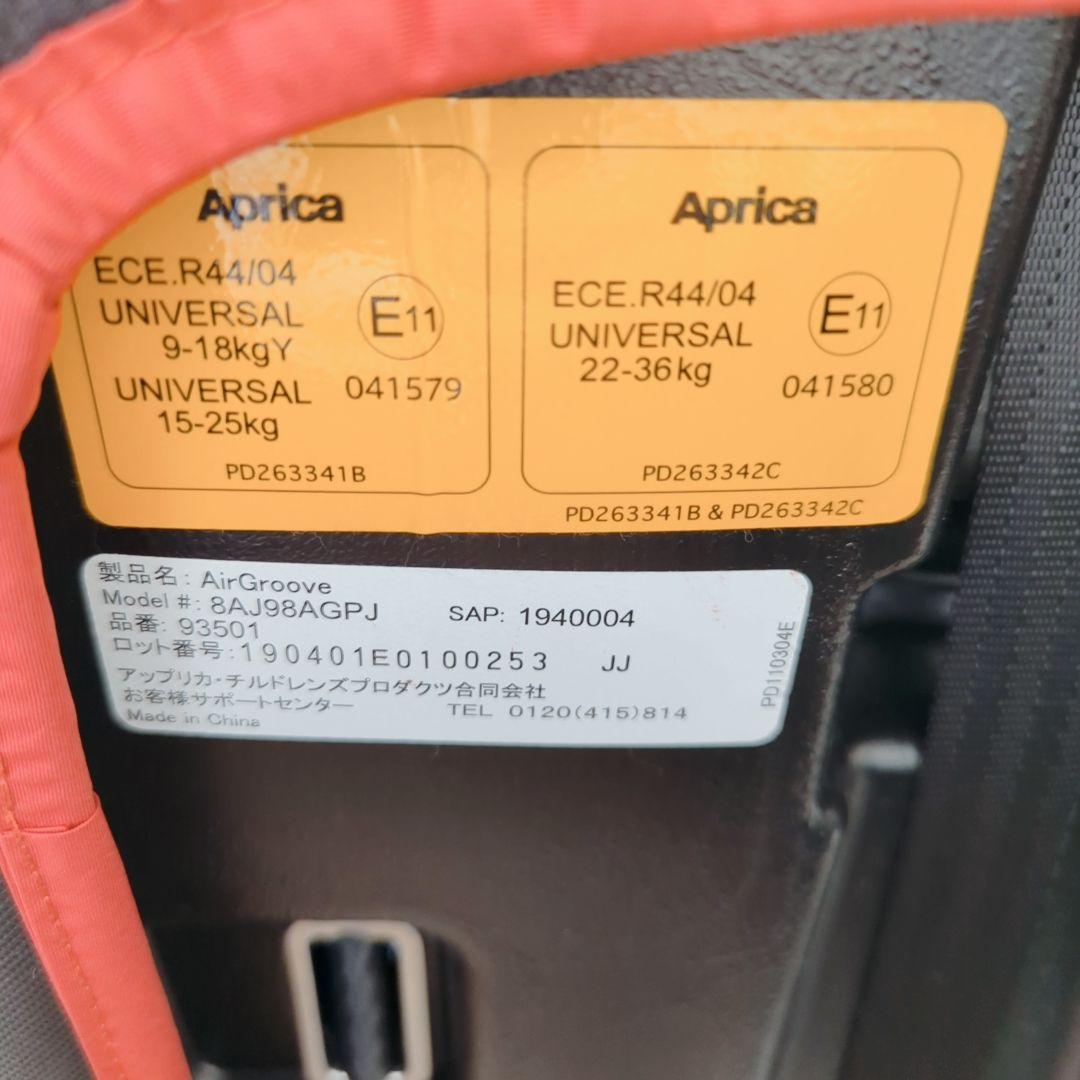 Aprica
ECE.R44/04
UNIVERSAL
9-18kgY
E11
UNIVERSAL
041579
15-25kg
PD263341B
Aprica
ECE.R44/04
UNIVERSAL
22-36kg
E11
041580
PD263342C
PD263341B & PD263342C
製品名: AirGroove
Model #: 8AJ98AGPJ SAP: 1940004
品番: 93501
ロット番号:190401E0100253 JJ
アップリカ・チルドレンズプロダクツ合同会社
お客様サポートセンター TEL 0120(415)814
Made in China
PD110304E